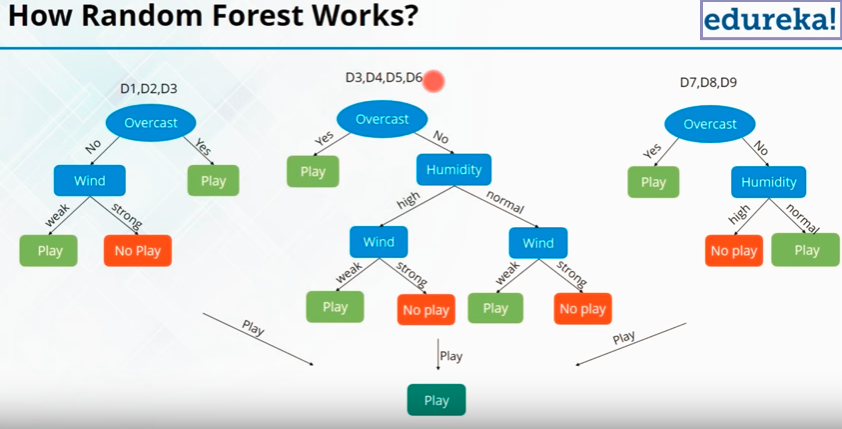 How Random Forest Works?
edureka!
D1,D2,D3
Overcast
No
Yes
Wind
Play
weak
strong
Play
No Play
D3,D4,D5,D6
Overcast
Yes
No
Play
Humidity
high
normal
Wind
Wind
weak
strong
weak
strong
Play
No play
Play
No play
D7,D8,D9
Overcast
Yes
No
Play
Humidity
high
normal
No play
Play
Play
Play
Play
Play